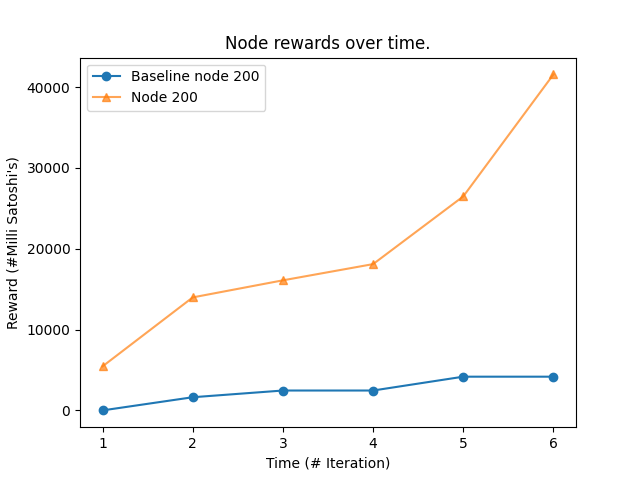 Node rewards over time.
Baseline node 200
Node 200
Reward (#Milli Satoshi's)
40000
30000
20000
10000
0
1 2 3 4 5 6
Time (# Iteration)